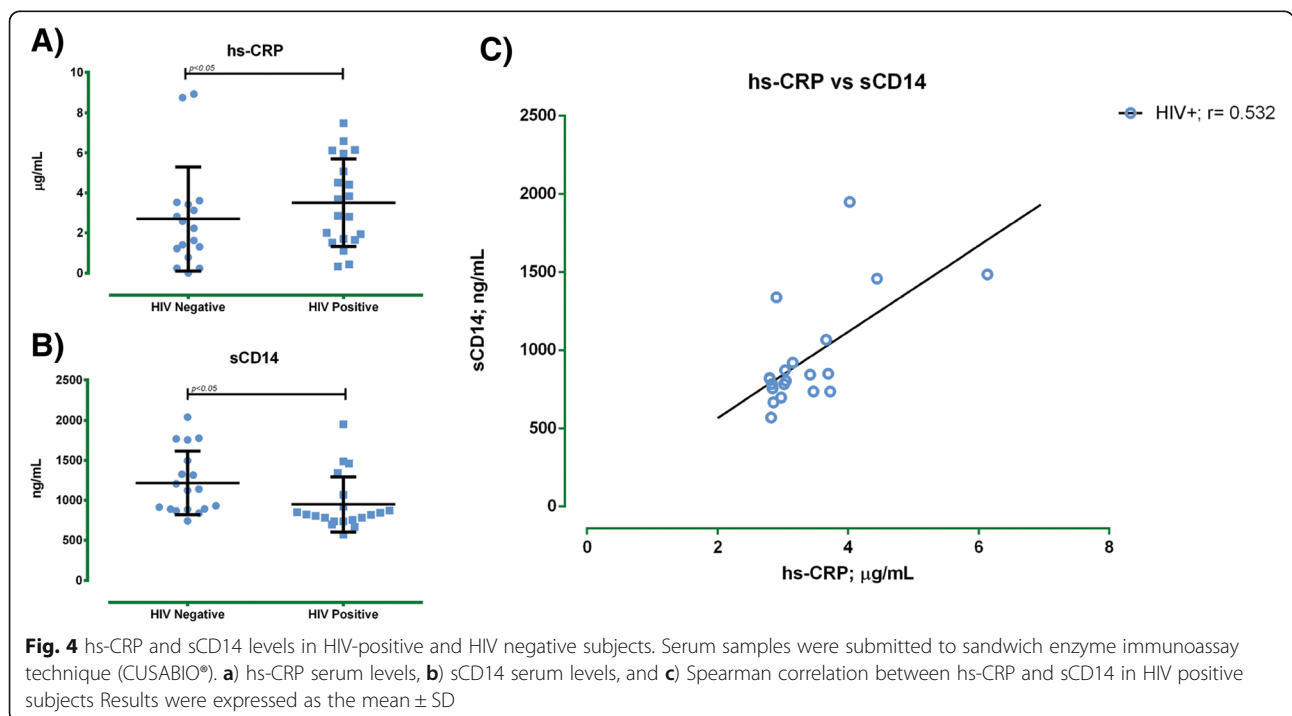 A)
hs-CRP
p<0.05
10
8
6
4
2
0
µg/mL
HIV Negative
HIV Positive
B)
sCD14
p<0.05
2500
2000
1500
1000
500
0
ng/mL
HIV Negative
HIV Positive
C)
hs-CRP vs sCD14
HIV+; r= 0.532
2500
2000
1500
1000
500
0
sCD14; ng/mL
0
2
4
6
8
hs-CRP; µg/mL
Fig. 4 hs-CRP and sCD14 levels in HIV-positive and HIV negative subjects. Serum samples were submitted to sandwich enzyme immunoassay
technique (CUSABIO®). a) hs-CRP serum levels, b) sCD14 serum levels, and c) Spearman correlation between hs-CRP and sCD14 in HIV positive
subjects Results were expressed as the mean ± SD